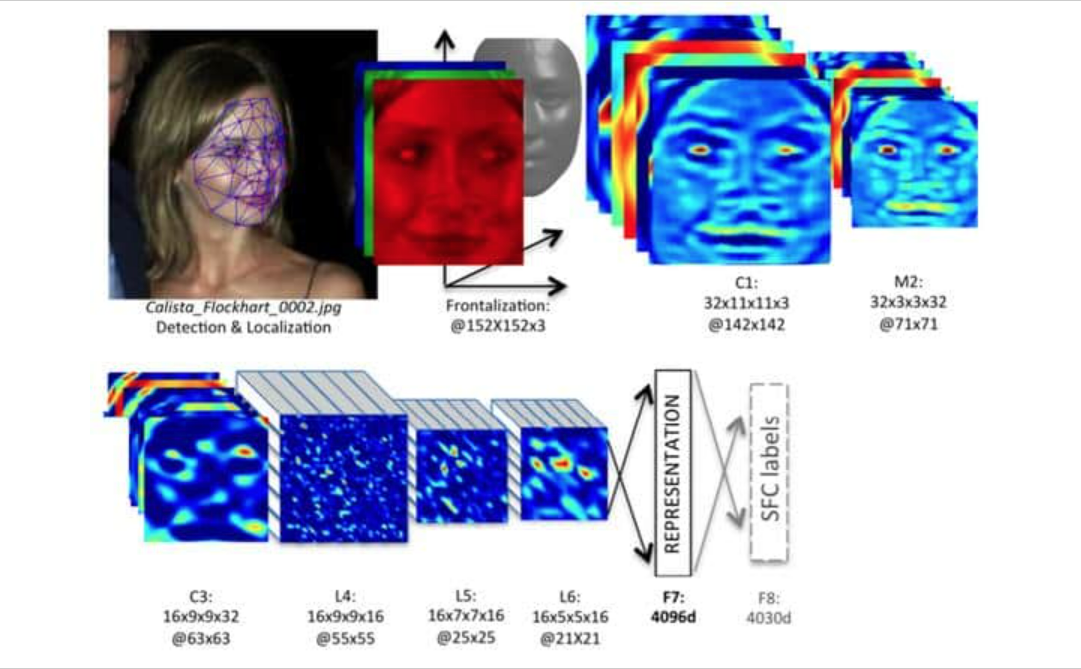 Calista_Flockhart_0002.jpg
Detection & Localization
Frontalization:
@152X152x3
C1:
32x11x11x3
@142x142
M2:
32x3x3x32
@71x71
REPRESENTATION
SFC labels
C3:
16x9x9x32
@63x63
L4:
16x9x9x16
@55x55
L5:
16x7x7x16
@25x25
L6:
16x5x5x16
@21X21
F7:
4096d
F8:
4030d